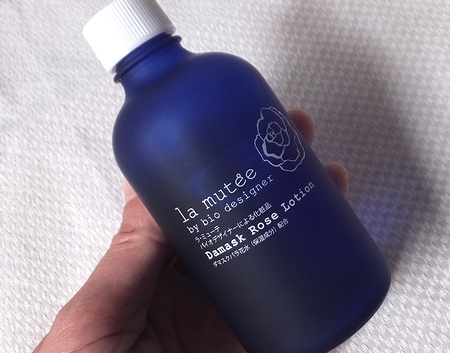 la mutée
by bio designer
ラ・ミューテ
バイオデザイナーによる化粧品
Damask Rose Lotion
ダマスクバラ花水（保湿成分）配合